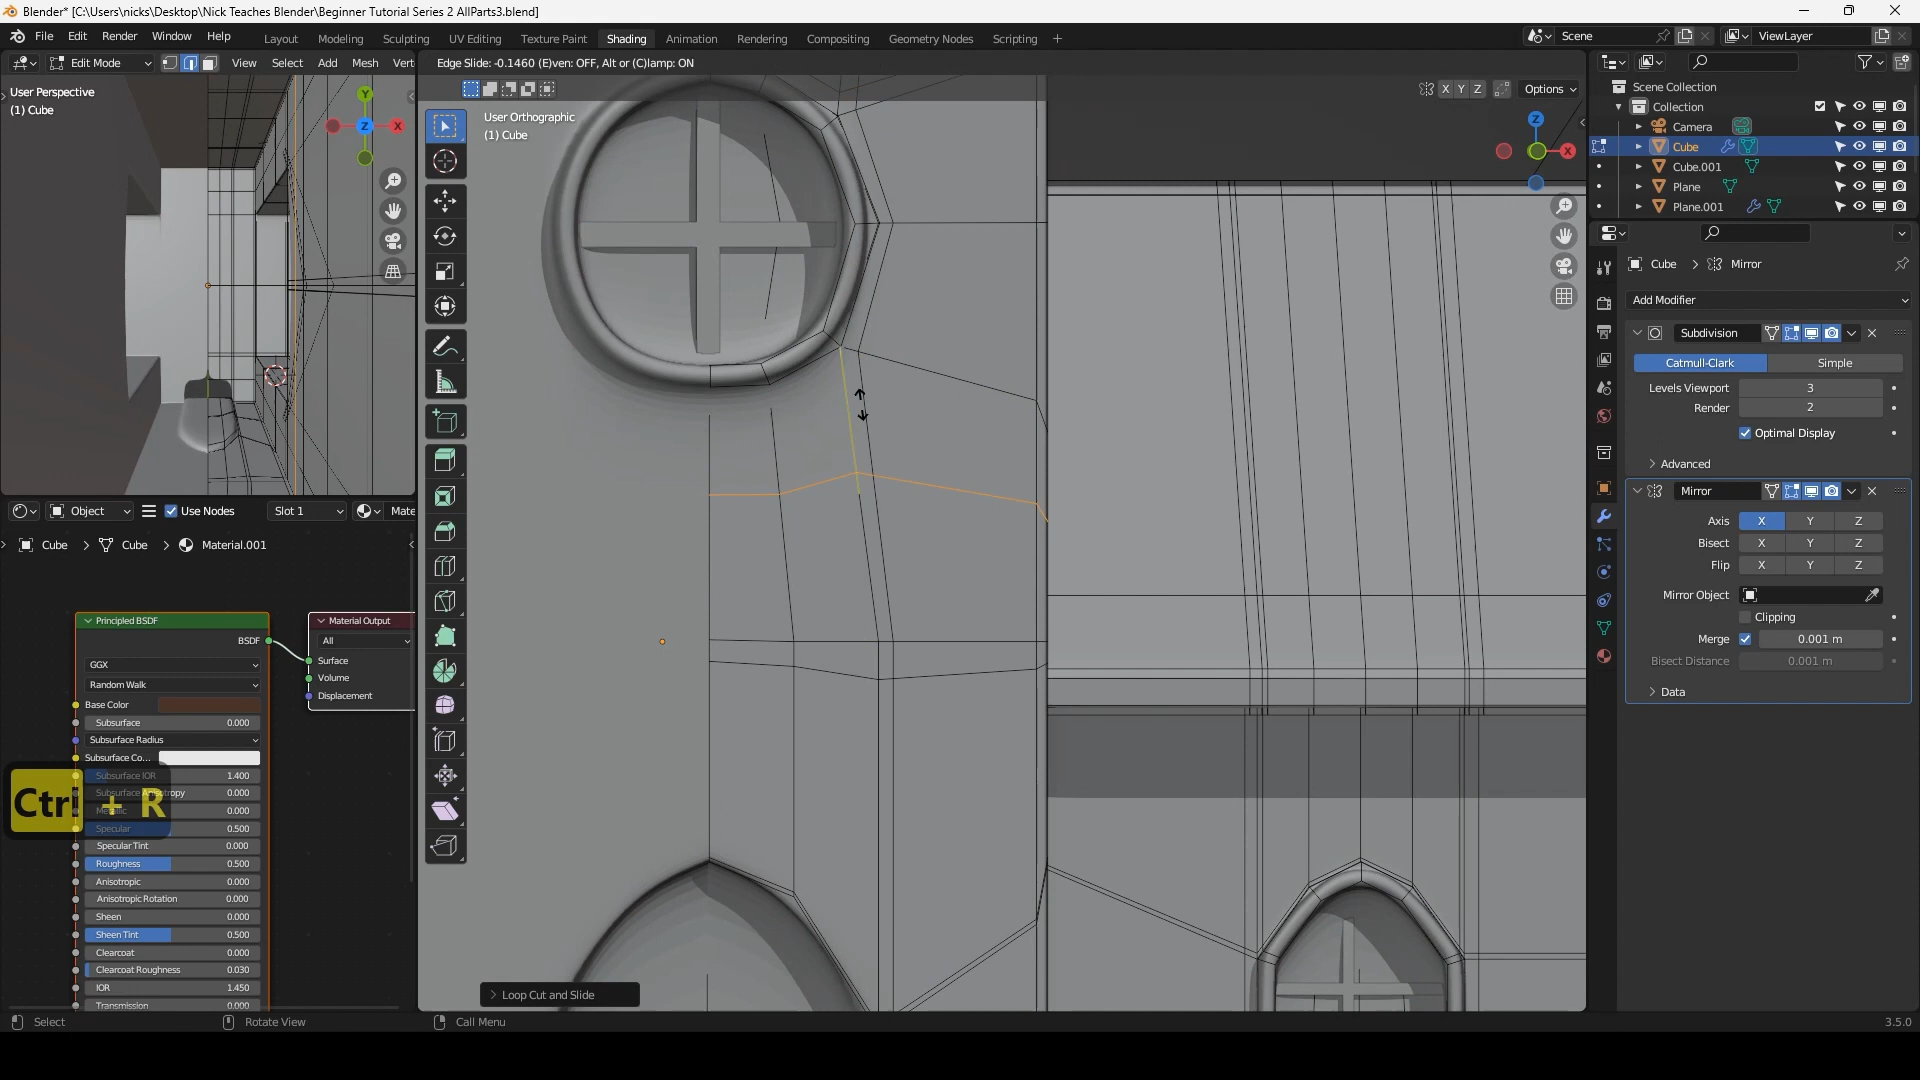 Blender* [C:\Users\nicks\Desktop\Nick Teaches Blender\Beginner Tutorial Series 2 AllParts3.blend]
File Edit Render Window Help Layout Modeling Sculpting UV Editing Texture Paint Shading Animation Rendering Compositing Geometry Nodes Scripting + Scene ViewLayer
Edit Mode View Select Add Mesh Vert Edge Slide: -0.1460 (E)ven: OFF, Alt or (C)lamp: ON
X Y Z Options
User Perspective
(1) Cube
User Orthographic
(1) Cube
Y
X
Z
Z
X
Scene Collection
Collection
Camera
Cube
Cube.001
Plane
Plane.001
Cube Mirror
Add Modifier
Subdivision
Catmull-Clark Simple
Levels Viewport 3
Render 2
Optimal Display
Advanced
Mirror
Axis X Y Z
Bisect X Y Z
Flip X Y Z
Mirror Object
Clipping
Merge 0.001 m
Bisect Distance 0.001 m
Data
Object Use Nodes Slot 1 Mate
Cube Cube Material.001
Principled BSDF
BSDF
GGX
Random Walk
Base Color
Subsurface 0.000
Subsurface Radius
Subsurface Co...
Subsurface IOR 1.400
Subsurface Anisotropy 0.000
Metallic 0.000
Specular 0.500
Specular Tint 0.000
Roughness 0.500
Anisotropic 0.000
Anisotropic Rotation 0.000
Sheen 0.000
Sheen Tint 0.500
Clearcoat 0.000
Clearcoat Roughness 0.030
IOR 1.450
Transmission 0.000
Material Output
All
Surface
Volume
Displacement
Ctrl + R
Loop Cut and Slide
Select Rotate View Call Menu 3.5.0